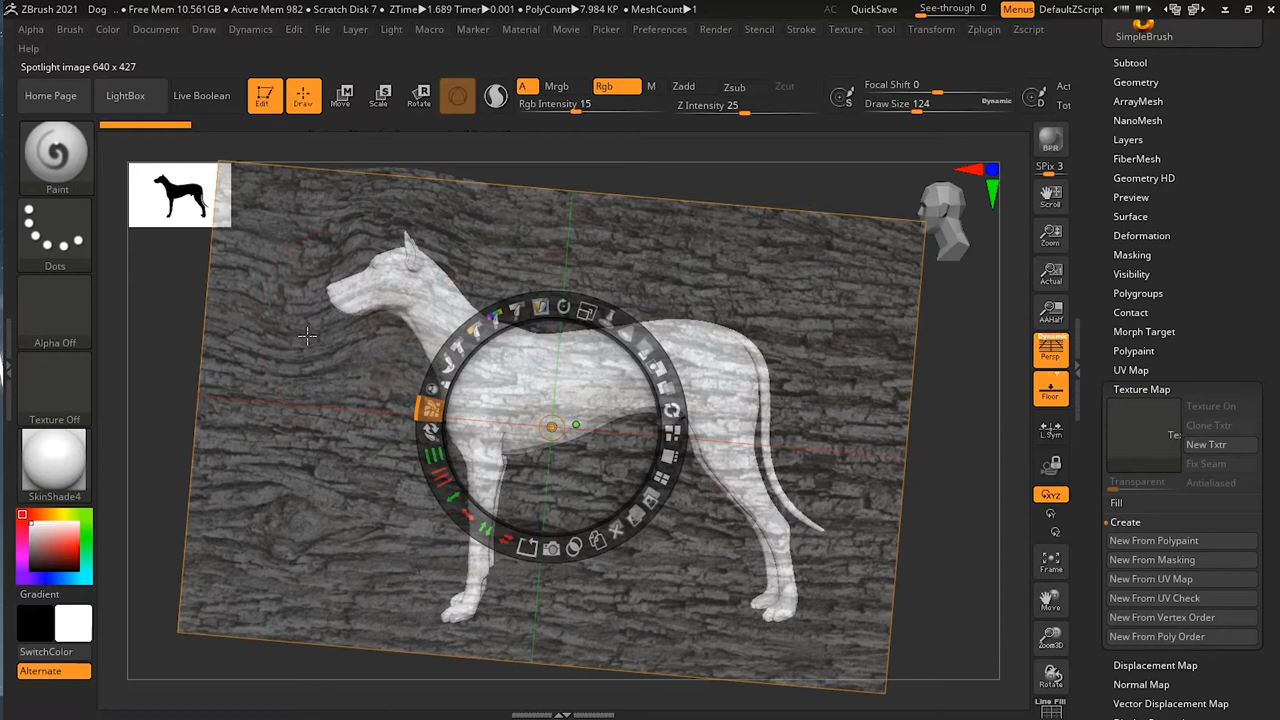 ZBrush 2021 Dog • Free Mem 10.561GB • Active Mem 982 • Scratch Disk 7 • ZTime▶1.689 Timer▶0.001 • PolyCount▶7.984 KP • MeshCount▶1 AC QuickSave See-through 0 Menus DefaultZScript
Alpha Brush Color Document Draw Dynamics Edit File Layer Light Macro Marker Material Movie Picker Preferences Render Stencil Stroke Texture Tool Transform Zplugin Zscript
Help
Spotlight image 640 x 427
Home Page LightBox Live Boolean Edit Draw Move Scale Rotate
A Mrgb Rgb M Zadd Zsub Zcut
Rgb Intensity 15 Z Intensity 25
S Focal Shift 0
Draw Size 124 Dynamic D
Paint
Dots
Alpha Off
Texture Off
SkinShade4
Gradient
SwitchColor
Alternate
BPR
SPix 3
Scroll
Zoom
Actual
AAHalf
Dynamic
Persp
Floor
L.Sym
XYZ
Y
Z
Frame
Move
Zoom3D
Rotate
Line Fill
SimpleBrush
Subtool
Geometry
ArrayMesh
NanoMesh
Layers
FiberMesh
Geometry HD
Preview
Surface
Deformation
Masking
Visibility
Polygroups
Contact
Morph Target
Polypaint
UV Map
Texture Map
Texture On
Clone Txtr
New Txtr
Fix Seam
Transparent Antialiased
Fill
Create
New From Polypaint
New From Masking
New From UV Map
New From UV Check
New From Vertex Order
New From Poly Order
Displacement Map
Normal Map
Vector Displacement Map